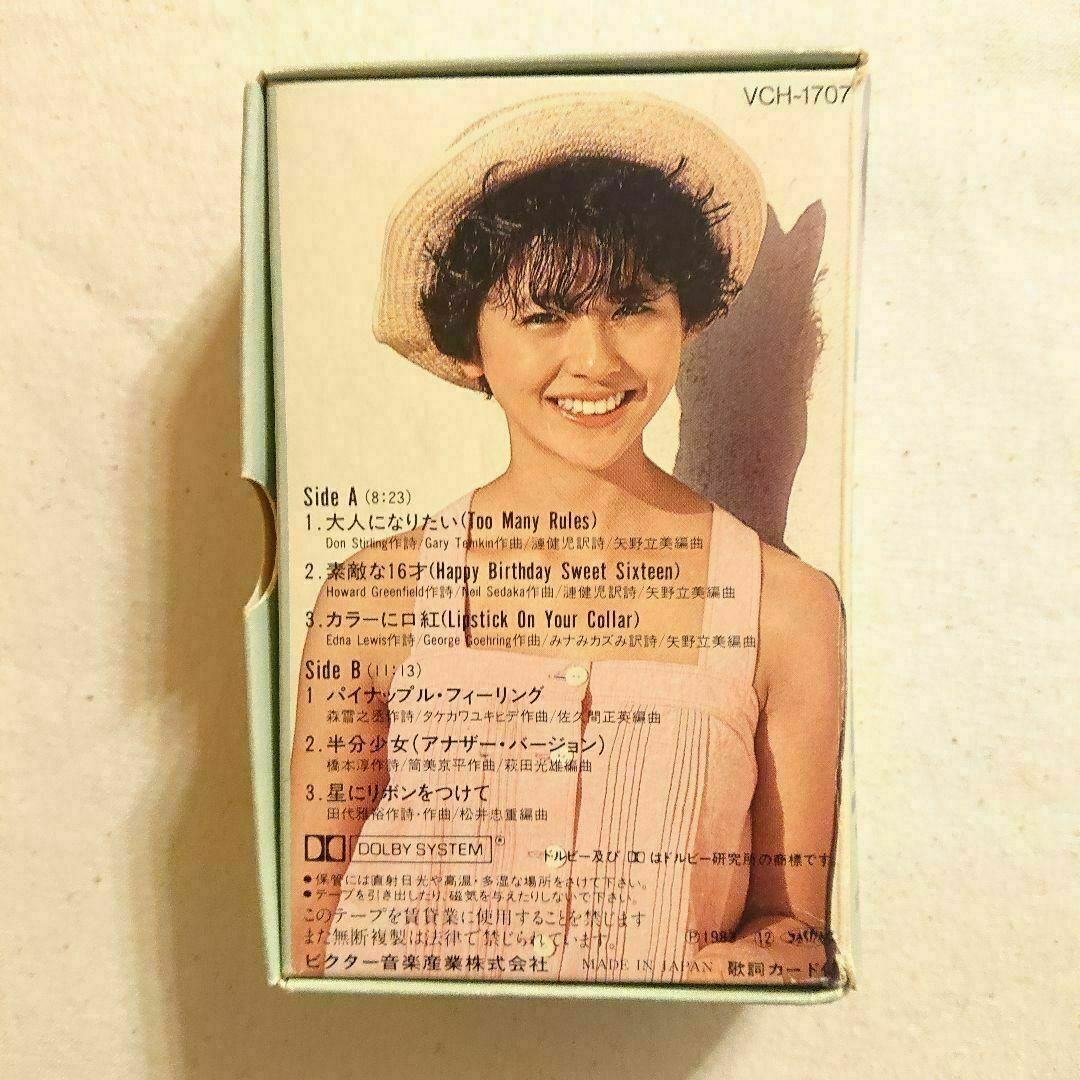 VCH-1707
Side A (8:23)
1.大人になりたい(Too Many Rules)
Don Stirling作詩/Gary Temkin作曲/漣健児訳詩/矢野立美編曲
2.素敵な16才(Happy Birthday Sweet Sixteen)
Howard Greenfield作詩/Neil Sedaka作曲/漣健児訳詩/矢野立美編曲
3.カラーに口紅(Lipstick On Your Collar)
Edna Lewis作詩/George Goehring作曲/みナみカズみ訳詩/矢野立美編曲
Side B (11:13)
1 パイナップル・フィーリング
森雪之丞作詩/タケカワユキヒデ作曲/佐久間正英編曲
2.半分少女(アナザー・バージョン)
橋本淳作詩/筒美京平作曲/萩田光雄編曲
3.星にリボンをつけて
田代雅裕作詩・作曲/松井忠重編曲
DOLBY SYSTEM ® ドルビー及び はドルビー研究所の商標です
●保管には直射日光や高温・多湿な場所をさけて下さい。
●テープを引き出したり、磁気を与えたりしないで下さい。
このテープを賃貸業に使用することを禁じます
また無断複製は法律で禁じられています。 Ⓟ1983 12
ビクター音楽産業株式会社 MADE IN JAPAN 歌詞カード